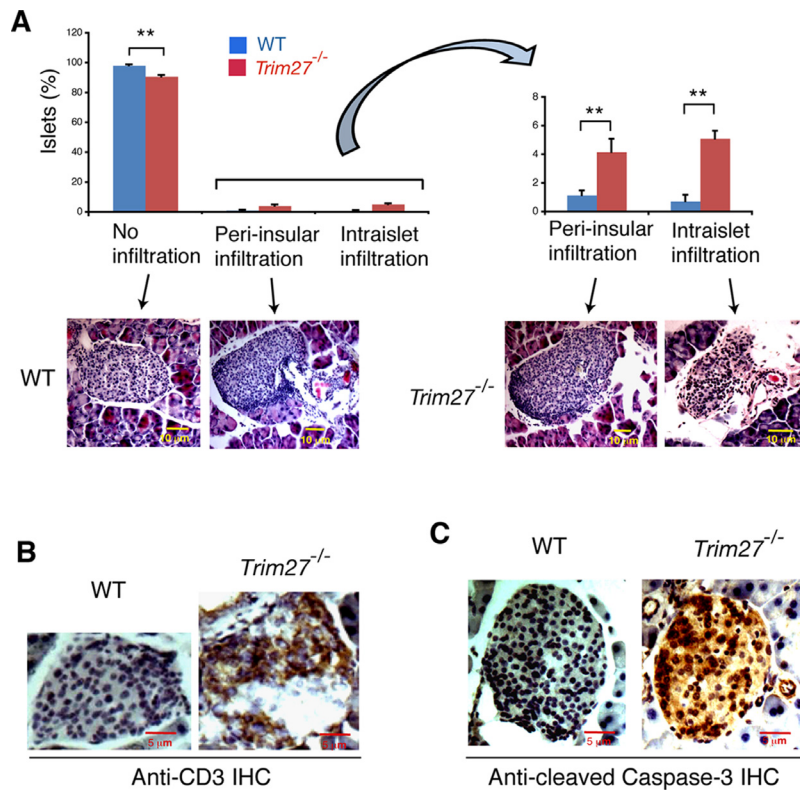 A
120
100
80
60
40
20
0
Islets (%)
**
WT
Trim27-/-
No
infiltration
Peri-insular
infiltration
Intraislet
infiltration
8
6
4
2
0
**
**
Peri-insular
infiltration
Intraislet
infiltration
WT
10 μm
10 μm
Trim27-/-
10 μm
10 μm
B
WT
Trim27-/-
5 μm
5 μm
Anti-CD3 IHC
C
WT
Trim27-/-
5 μm
μm
Anti-cleaved Caspase-3 IHC